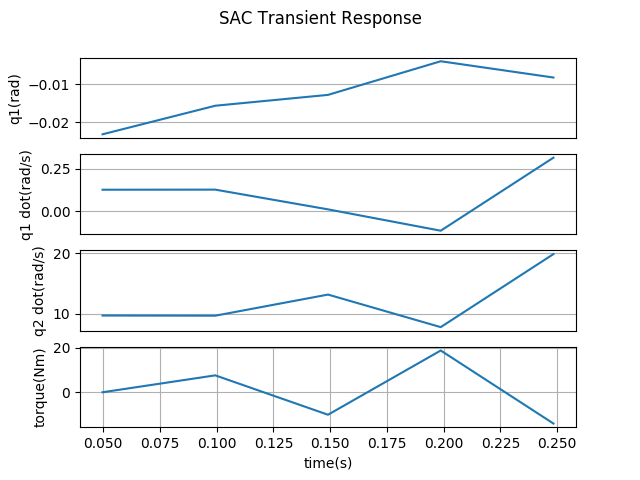 SAC Transient Response
q1(rad)
−0.01
−0.02
q1 dot(rad/s)
0.25
0.00
q2 dot(rad/s)
20
10
torque(Nm)
20
0
0.050 0.075 0.100 0.125 0.150 0.175 0.200 0.225 0.250
time(s)